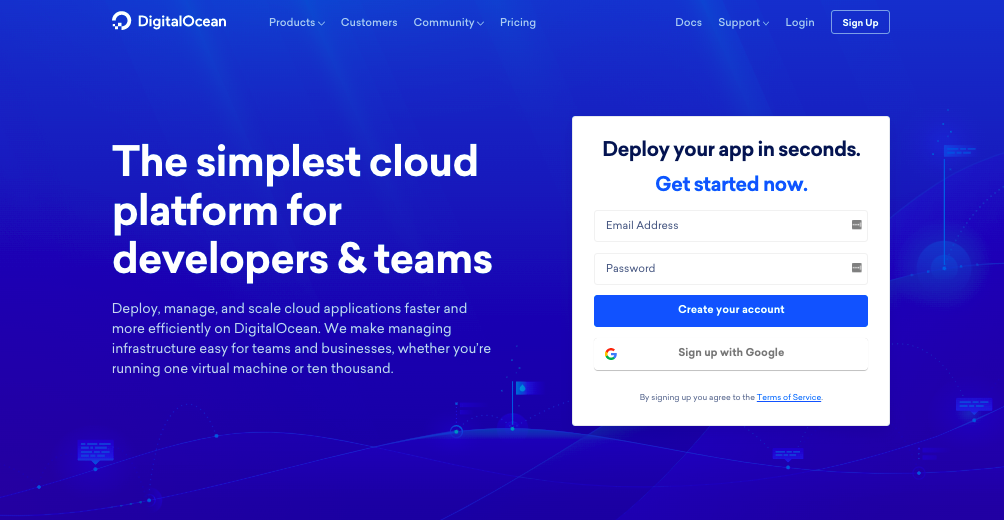 DigitalOcean
Products
Customers
Community
Pricing
Docs
Support
Login
Sign Up
The simplest cloud
platform for
developers & teams
Deploy, manage, and scale cloud applications faster and
more efficiently on DigitalOcean. We make managing
infrastructure easy for teams and businesses, whether you're
running one virtual machine or ten thousand.
Deploy your app in seconds.
Get started now.
Email Address
Password
Create your account
Sign up with Google
By signing up you agree to the Terms of Service.